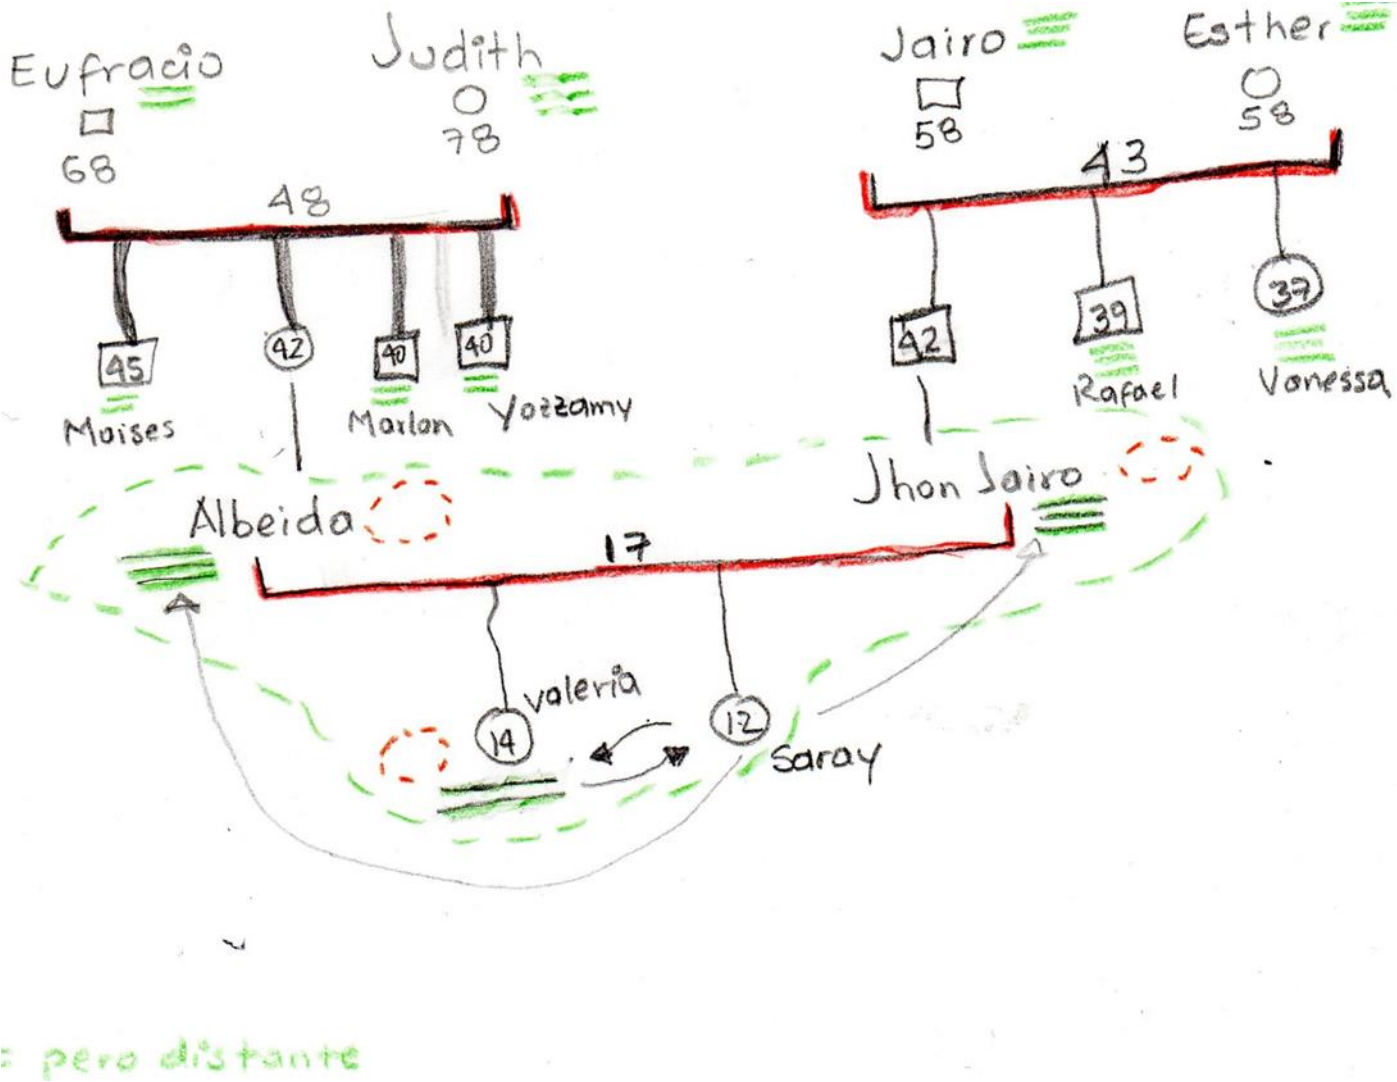 Eufracio
Judith
Jairo
Esther
68
78
58
58
48
43
45
42
40
40
42
39
37
Moises
Marlon
Yozzamy
Rafael
Vanessa
Albeida
Jhon Jairo
17
valeria
14
12
Saray
= pero distante